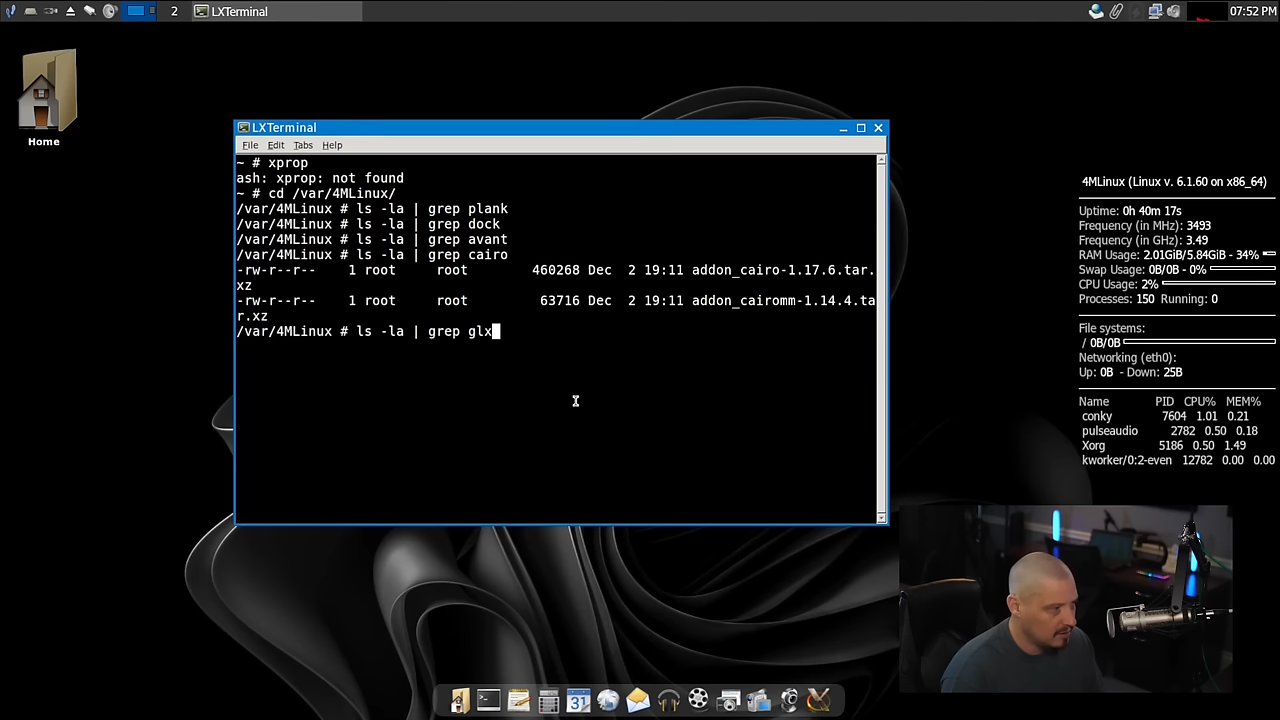 2
LXTerminal
07:52 PM
Home
LXTerminal
File Edit Tabs Help
~ # xprop
ash: xprop: not found
~ # cd /var/4MLinux/
/var/4MLinux # ls -la | grep plank
/var/4MLinux # ls -la | grep dock
/var/4MLinux # ls -la | grep avant
/var/4MLinux # ls -la | grep cairo
-rw-r--r-- 1 root root 460268 Dec 2 19:11 addon_cairo-1.17.6.tar.
xz
-rw-r--r-- 1 root root 63716 Dec 2 19:11 addon_cairomm-1.14.4.ta
r.xz
/var/4MLinux # ls -la | grep glx
4MLinux (Linux v. 6.1.60 on x86_64)
Uptime: 0h 40m 17s
Frequency (in MHz): 3493
Frequency (in GHz): 3.49
RAM Usage: 2.01GiB/5.84GiB - 34%
Swap Usage: 0B/0B - 0%
CPU Usage: 2%
Processes: 150 Running: 0
File systems:
/ 0B/0B
Networking (eth0):
Up: 0B - Down: 25B
Name PID CPU% MEM%
conky 7604 1.01 0.21
pulseaudio 2782 0.50 0.18
Xorg 5186 0.50 1.49
kworker/0:2-even 12782 0.00 0.00
31